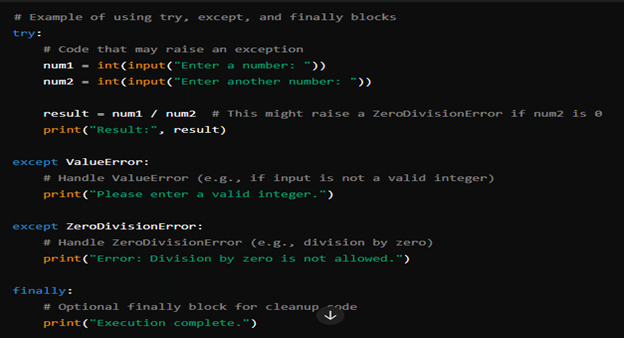 # Example of using try, except, and finally blocks
try:
    # Code that may raise an exception
    num1 = int(input("Enter a number: "))
    num2 = int(input("Enter another number: "))
    result = num1 / num2  # This might raise a ZeroDivisionError if num2 is 0
    print("Result:", result)
except ValueError:
    # Handle ValueError (e.g., if input is not a valid integer)
    print("Please enter a valid integer.")
except ZeroDivisionError:
    # Handle ZeroDivisionError (e.g., division by zero)
    print("Error: Division by zero is not allowed.")
finally:
    # Optional finally block for cleanup code
    print("Execution complete.")